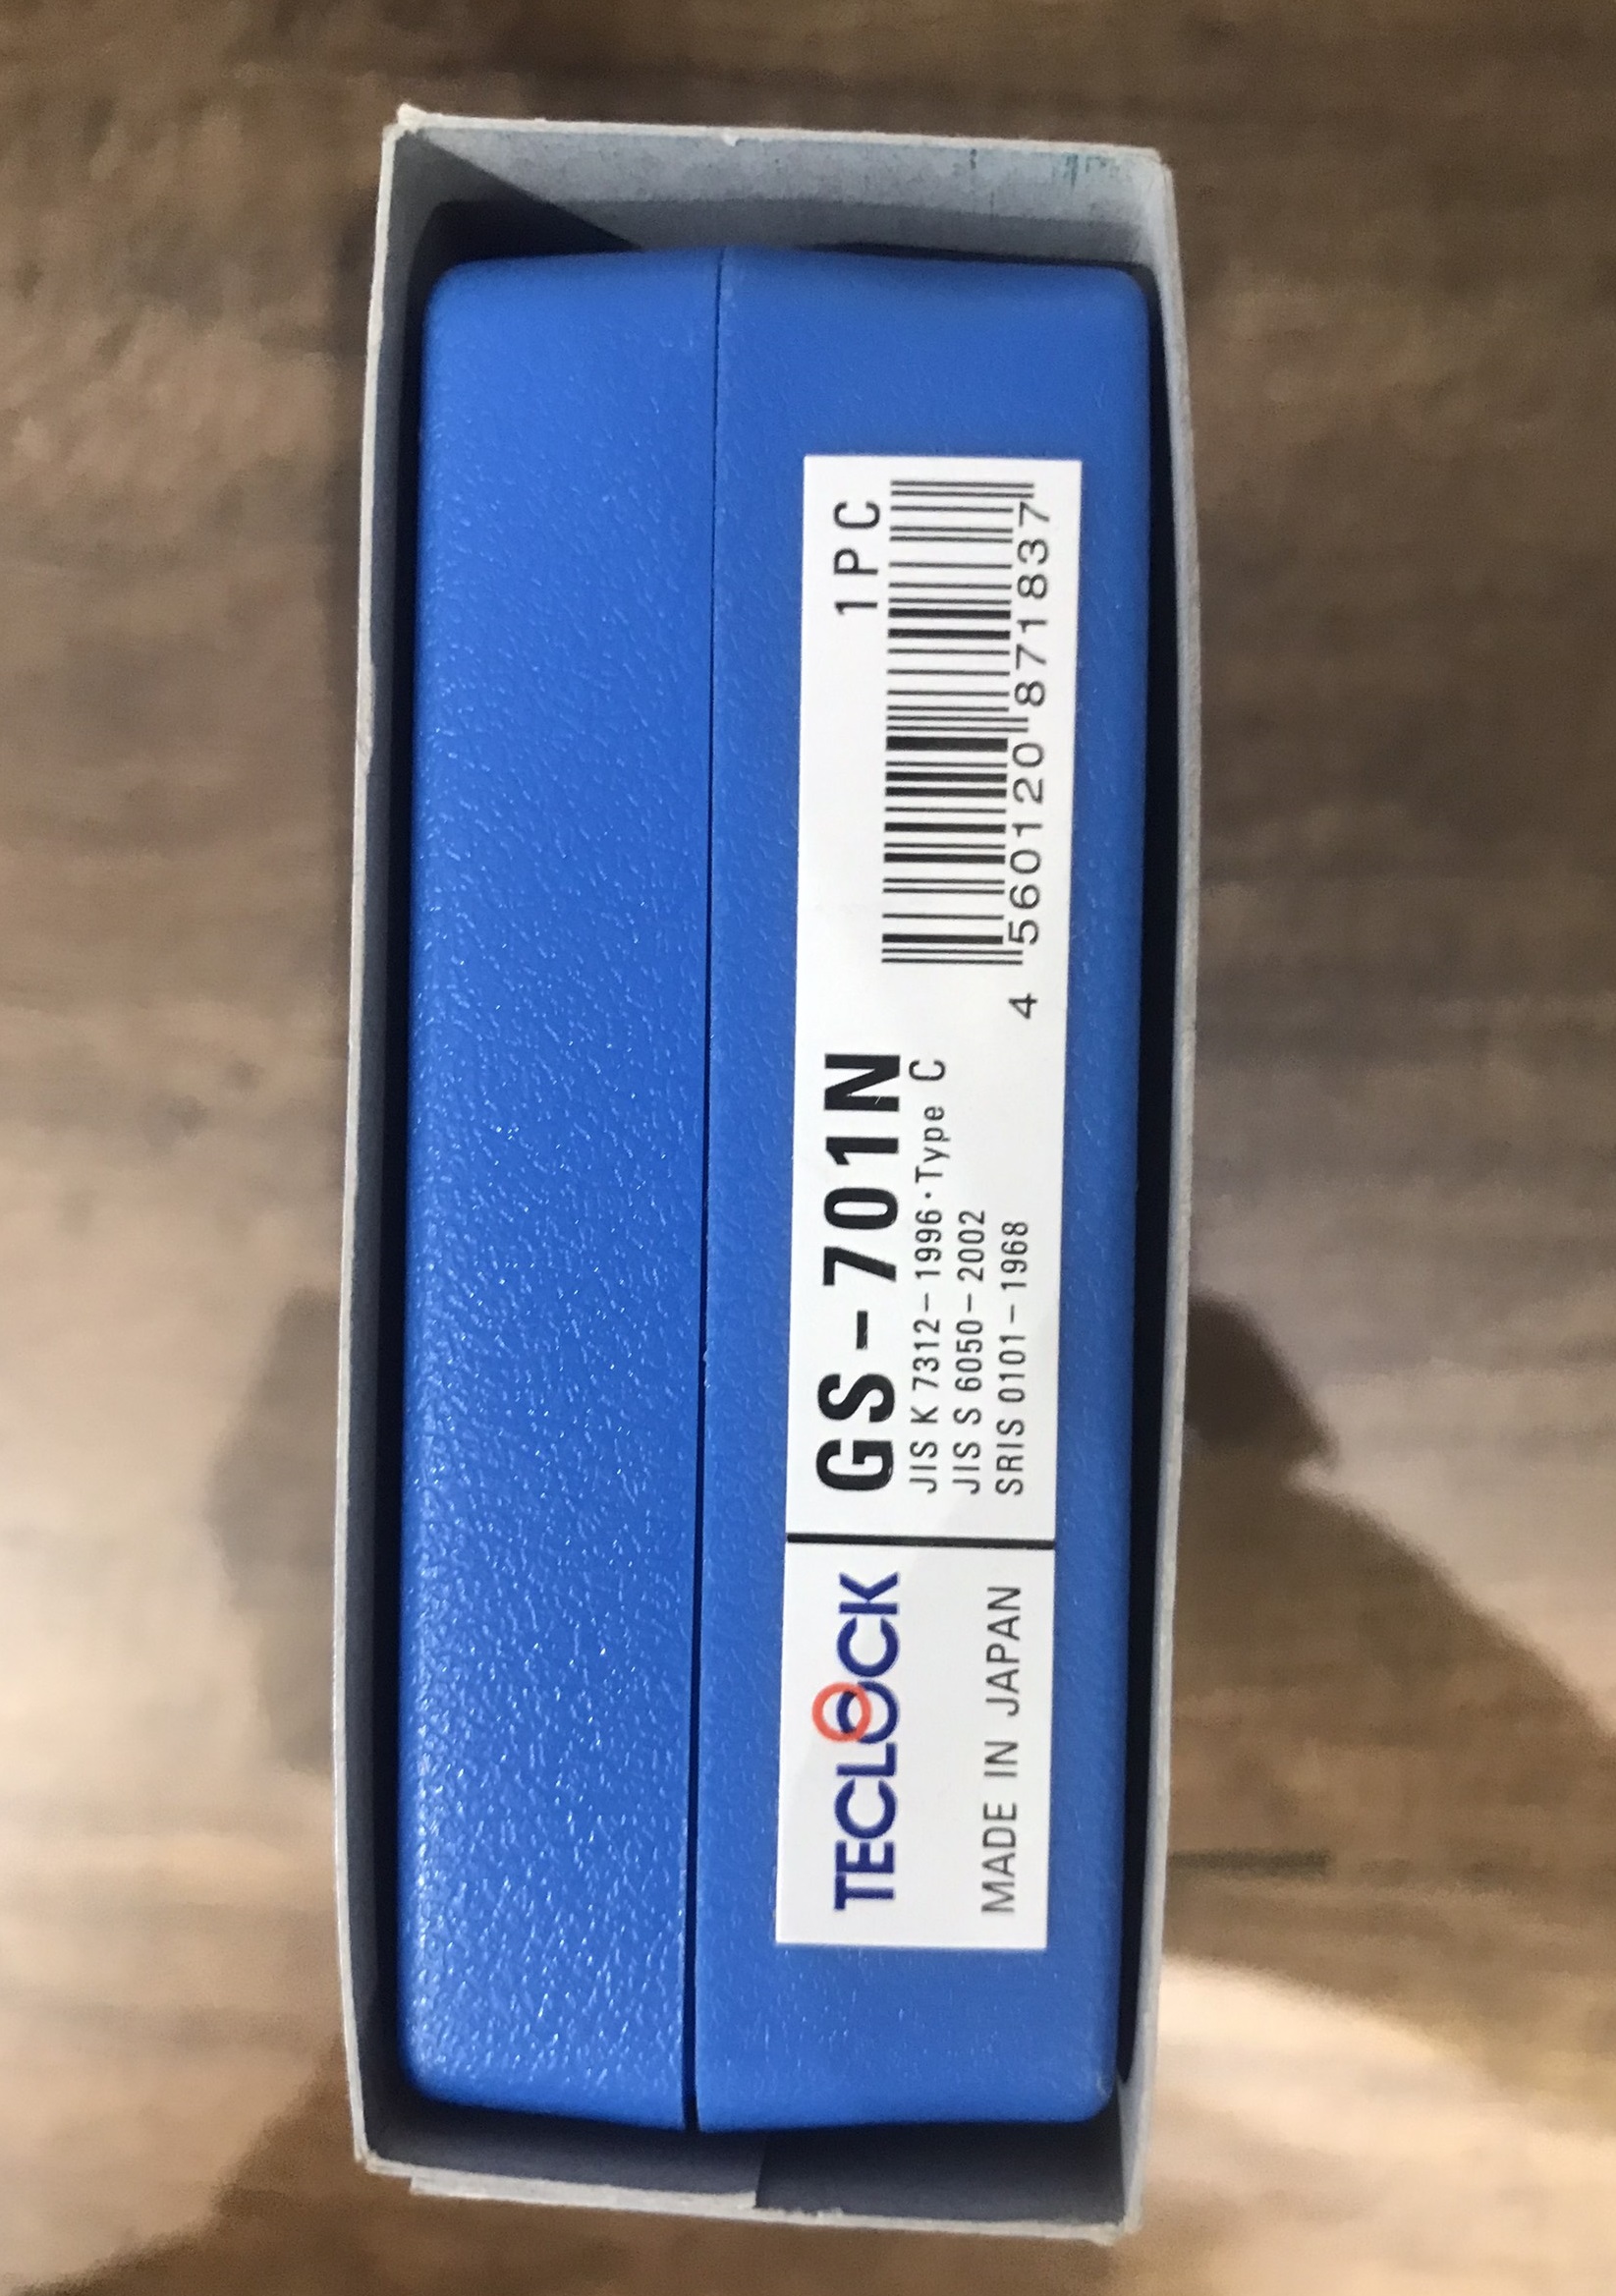 TECLOCK
MADE IN JAPAN
GS-701N
JIS K 7312-1996·Type C
JIS S 6050-2002
SRIS 0101-1968
1PC
4 560120 871837